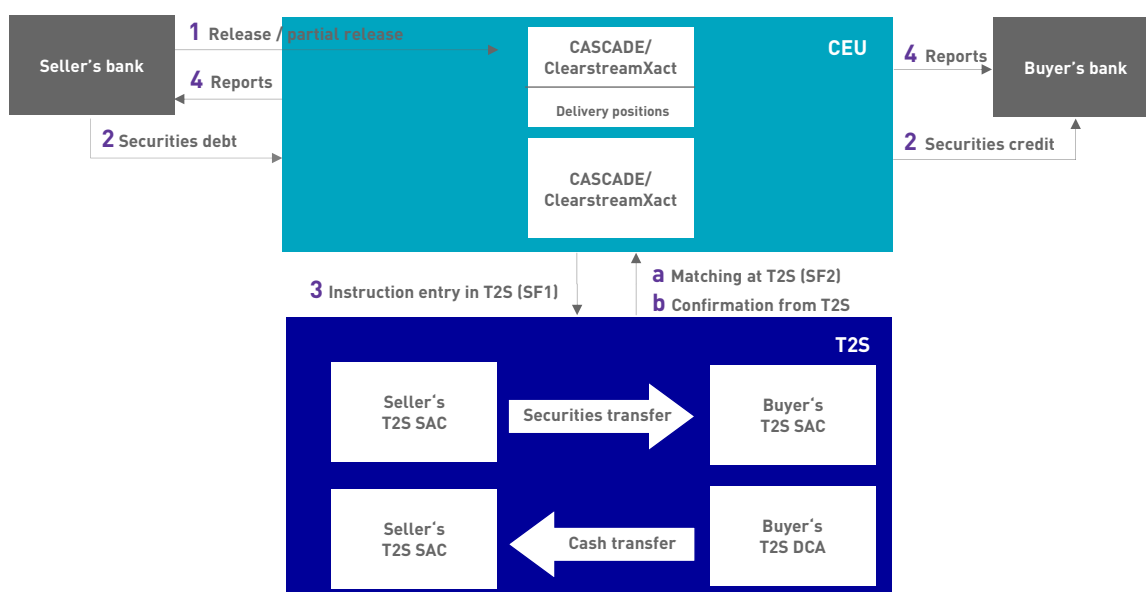 1 Release / partial release
Seller's bank
4 Reports
2 Securities debt
CEU
CASCADE/
ClearstreamXact
Delivery positions
CASCADE/
ClearstreamXact
4 Reports
Buyer's bank
2 Securities credit
3 Instruction entry in T2S (SF1)
a Matching at T2S (SF2)
b Confirmation from T2S
T2S
Seller‘s
T2S SAC
Securities transfer
Buyer‘s
T2S SAC
Seller‘s
T2S SAC
Cash transfer
Buyer‘s
T2S DCA